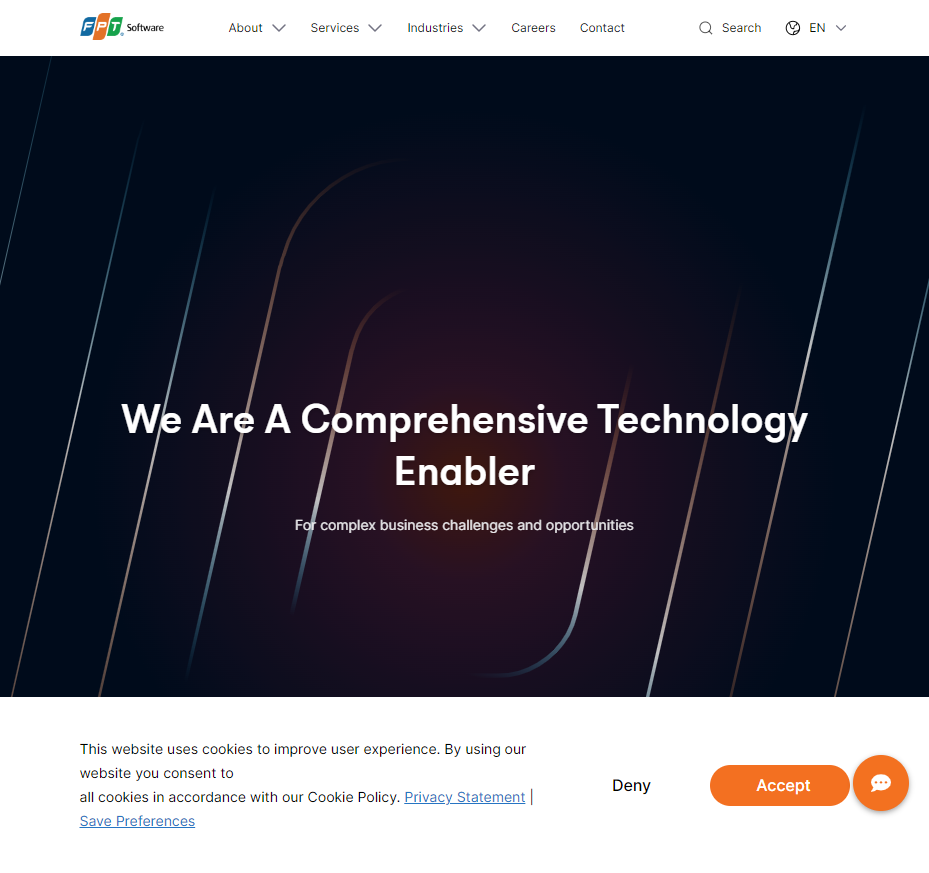 FPT Software
About
Services
Industries
Careers
Contact
Search
EN
We Are A Comprehensive Technology
Enabler
For complex business challenges and opportunities
This website uses cookies to improve user experience. By using our
website you consent to
all cookies in accordance with our Cookie Policy. Privacy Statement |
Save Preferences
Deny
Accept